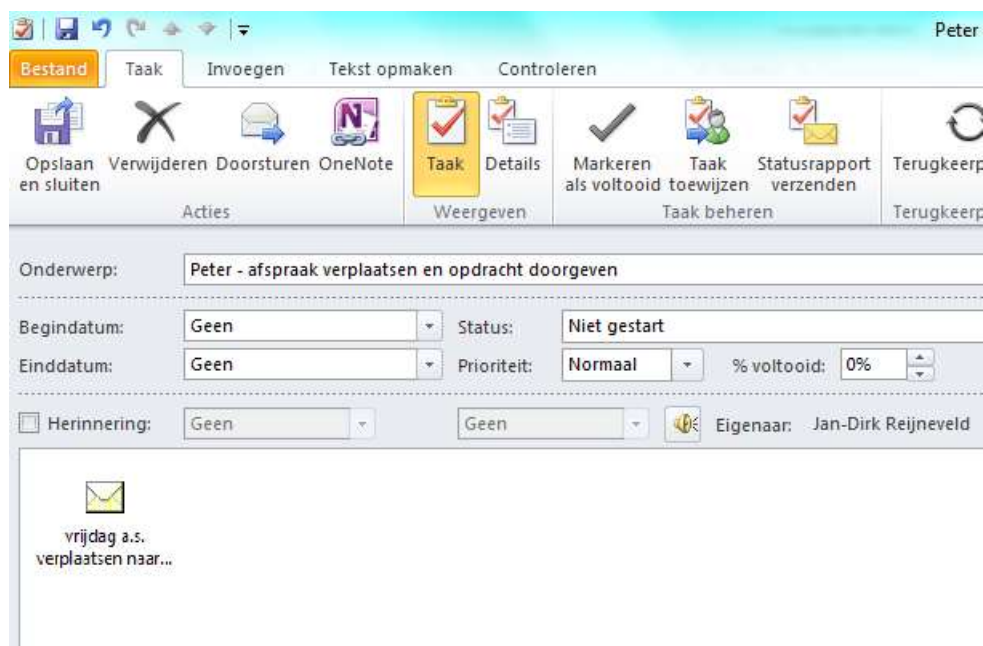 Peter
Bestand Taak Invoegen Tekst opmaken Controleren
Opslaan en sluiten Verwijderen Doorsturen OneNote Taak Details Markeren als voltooid Taak toewijzen Statusrapport verzenden Terugkeerp
Acties Weergeven Taak beheren Terugkeerp
Onderwerp: Peter - afspraak verplaatsen en opdracht doorgeven
Begindatum: Geen Status: Niet gestart
Einddatum: Geen Prioriteit: Normaal % voltooid: 0%
Herinnering: Geen Geen Eigenaar: Jan-Dirk Reijneveld
vrijdag a.s.
verplaatsen naar...